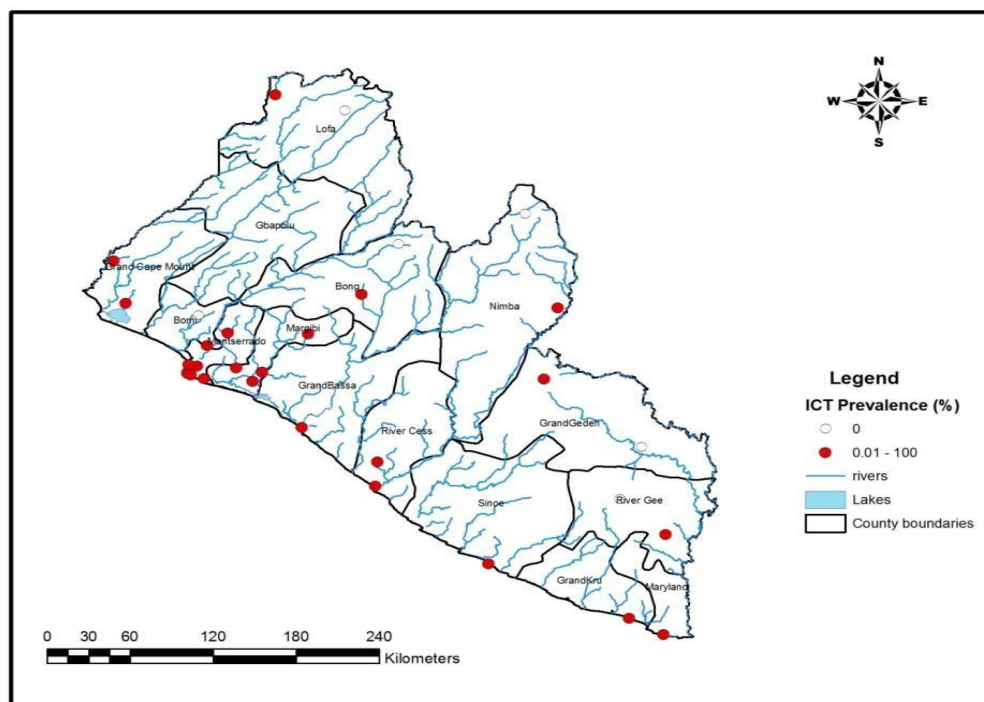 N
W E
S
Lofa
Gbapolu
Grand Cape Mount
Bong
Nimba
Bomi
Montserrado
Margibi
GrandBassa
GrandGedeh
River Cess
Sinoe
River Gee
GrandKru
Maryland
Legend
ICT Prevalence (%)
0
0.01 - 100
rivers
Lakes
County boundaries
0 30 60 120 180 240
Kilometers